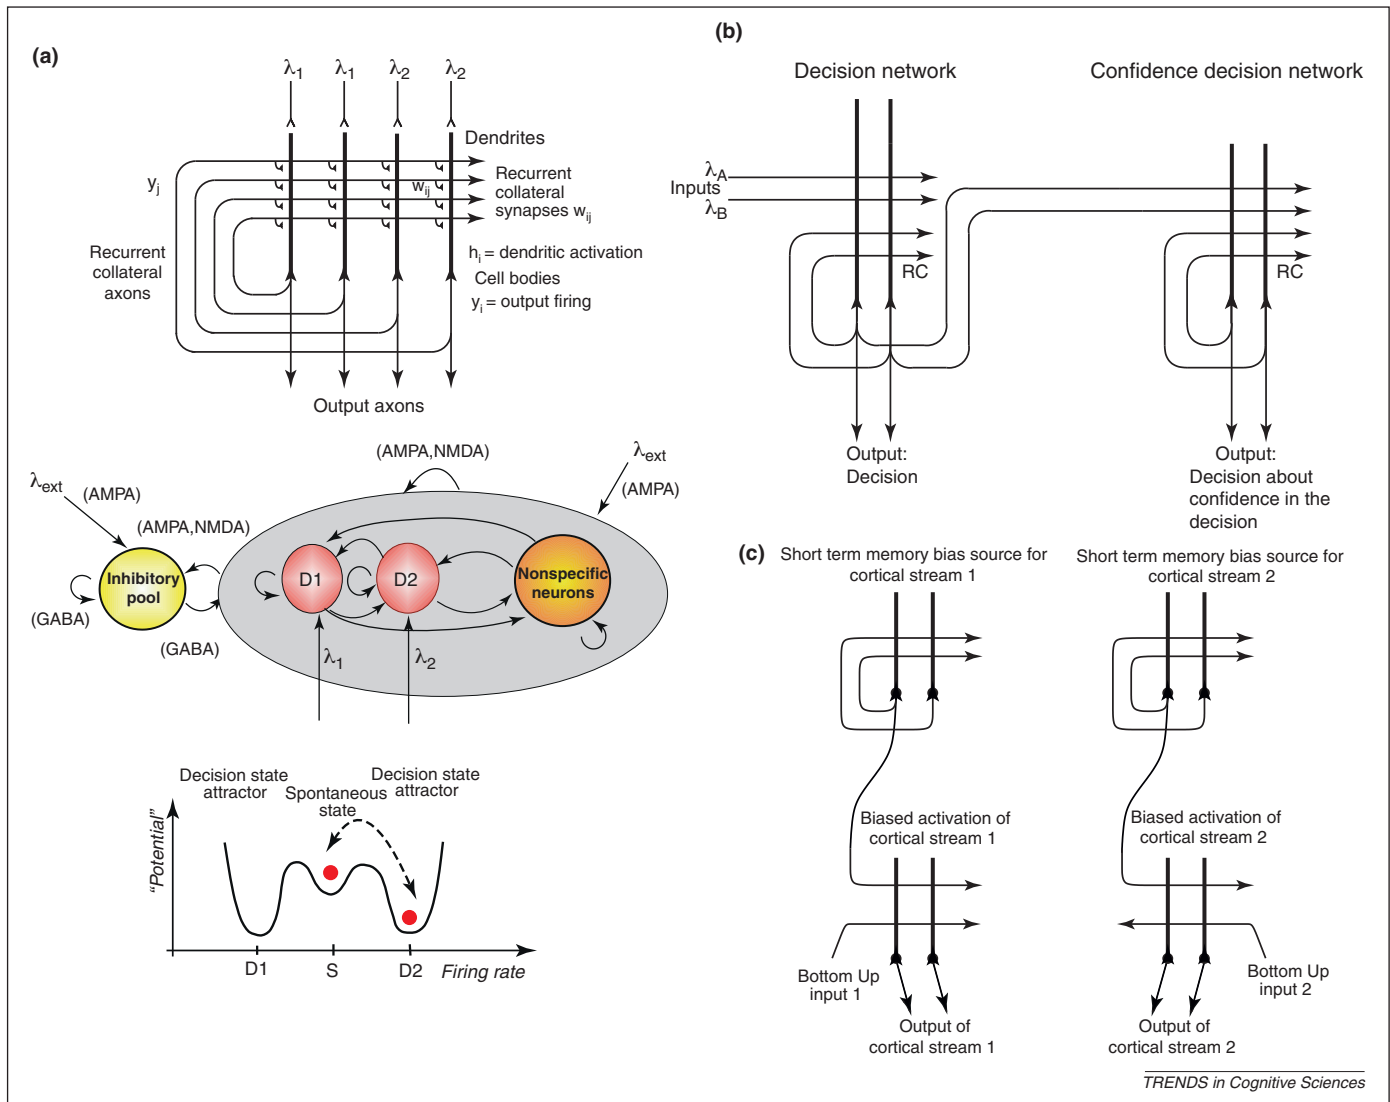 (a)
λ1 λ1 λ2 λ2
Dendrites
yj
wij
Recurrent
collateral
synapses wij
Recurrent
collateral
axons
hi = dendritic activation
Cell bodies
yi = output firing
Output axons
(AMPA,NMDA)
λext
(AMPA)
λext
(AMPA)
(AMPA,NMDA)
Inhibitory
pool
(GABA)
(GABA)
D1
D2
Nonspecific
neurons
λ1
λ2
Decision state
attractor
Spontaneous
state
Decision state
attractor
“Potential”
D1
S
D2
Firing rate
(b)
Decision network
Confidence decision network
λA
Inputs
λB
RC
RC
Output:
Decision
Output:
Decision about
confidence in the
decision
(c)
Short term memory bias source for
cortical stream 1
Short term memory bias source for
cortical stream 2
Biased activation of
cortical stream 1
Biased activation of
cortical stream 2
Bottom Up
input 1
Bottom Up
input 2
Output of
cortical stream 1
Output of
cortical stream 2
TRENDS in Cognitive Sciences